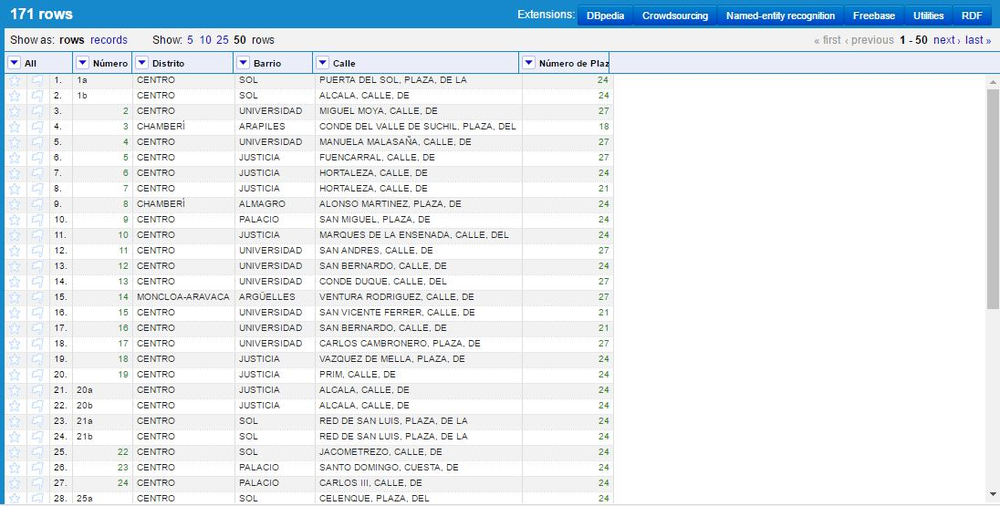 171 rows Extensions: DBpedia Crowdsourcing Named-entity recognition Freebase Utilities RDF
Show as: rows records Show: 5 10 25 50 rows « first ‹ previous 1 - 50 next › last »
All Número Distrito Barrio Calle Número de Plaz
1. 1a CENTRO SOL PUERTA DEL SOL, PLAZA, DE LA 24
2. 1b CENTRO SOL ALCALA, CALLE, DE 24
3. 2 CENTRO UNIVERSIDAD MIGUEL MOYA, CALLE, DE 27
4. 3 CHAMBERÍ ARAPILES CONDE DEL VALLE DE SUCHIL, PLAZA, DEL 18
5. 4 CENTRO UNIVERSIDAD MANUELA MALASAÑA, CALLE, DE 27
6. 5 CENTRO JUSTICIA FUENCARRAL, CALLE, DE 27
7. 6 CENTRO JUSTICIA HORTALEZA, CALLE, DE 24
8. 7 CENTRO JUSTICIA HORTALEZA, CALLE, DE 21
9. 8 CHAMBERÍ ALMAGRO ALONSO MARTINEZ, PLAZA, DE 24
10. 9 CENTRO PALACIO SAN MIGUEL, PLAZA, DE 24
11. 10 CENTRO JUSTICIA MARQUES DE LA ENSENADA, CALLE, DEL 24
12. 11 CENTRO UNIVERSIDAD SAN ANDRES, CALLE, DE 27
13. 12 CENTRO UNIVERSIDAD SAN BERNARDO, CALLE, DE 24
14. 13 CENTRO UNIVERSIDAD CONDE DUQUE, CALLE, DEL 27
15. 14 MONCLOA-ARAVACA ARGÜELLES VENTURA RODRIGUEZ, CALLE, DE 27
16. 15 CENTRO UNIVERSIDAD SAN VICENTE FERRER, CALLE, DE 21
17. 16 CENTRO UNIVERSIDAD SAN BERNARDO, CALLE, DE 21
18. 17 CENTRO UNIVERSIDAD CARLOS CAMBRONERO, PLAZA, DE 27
19. 18 CENTRO JUSTICIA VAZQUEZ DE MELLA, PLAZA, DE 24
20. 19 CENTRO JUSTICIA PRIM, CALLE, DE 24
21. 20a CENTRO JUSTICIA ALCALA, CALLE, DE 24
22. 20b CENTRO JUSTICIA ALCALA, CALLE, DE 24
23. 21a CENTRO SOL RED DE SAN LUIS, PLAZA, DE LA 24
24. 21b CENTRO SOL RED DE SAN LUIS, PLAZA, DE LA 24
25. 22 CENTRO SOL JACOMETREZO, CALLE, DE 24
26. 23 CENTRO PALACIO SANTO DOMINGO, CUESTA, DE 24
27. 24 CENTRO PALACIO CARLOS III, CALLE, DE 24
28. 25a CENTRO SOL CELENQUE, PLAZA, DEL 24